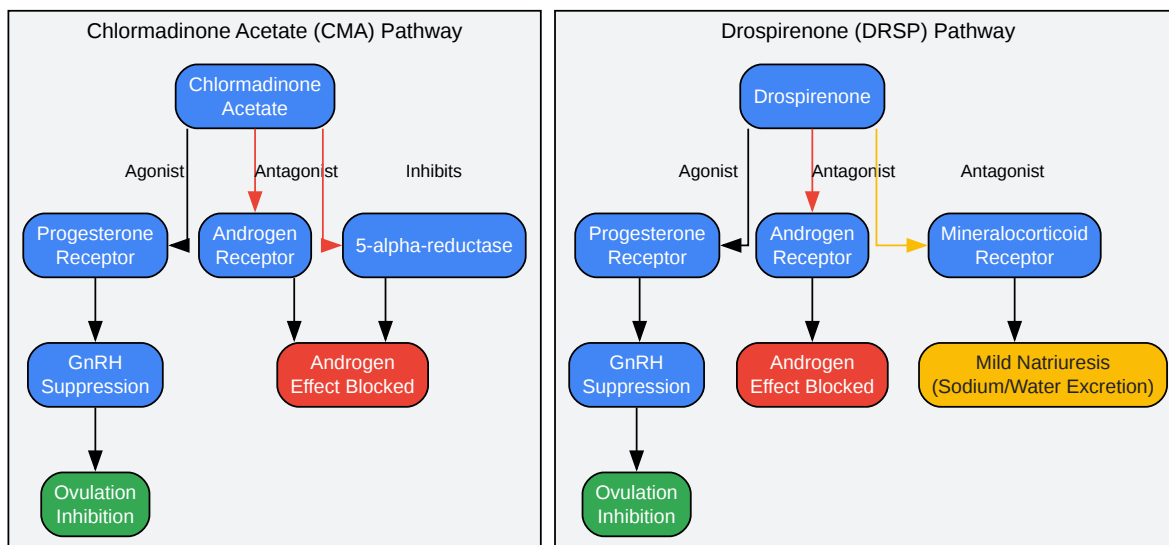 Chlormadinone Acetate (CMA) Pathway
Chlormadinone
Acetate
Agonist
Antagonist
Inhibits
Progesterone
Receptor
Androgen
Receptor
5-alpha-reductase
GnRH
Suppression
Androgen
Effect Blocked
Ovulation
Inhibition
Drospirenone (DRSP) Pathway
Drospirenone
Agonist
Antagonist
Antagonist
Progesterone
Receptor
Androgen
Receptor
Mineralocorticoid
Receptor
GnRH
Suppression
Androgen
Effect Blocked
Mild Natriuresis
(Sodium/Water Excretion)
Ovulation
Inhibition